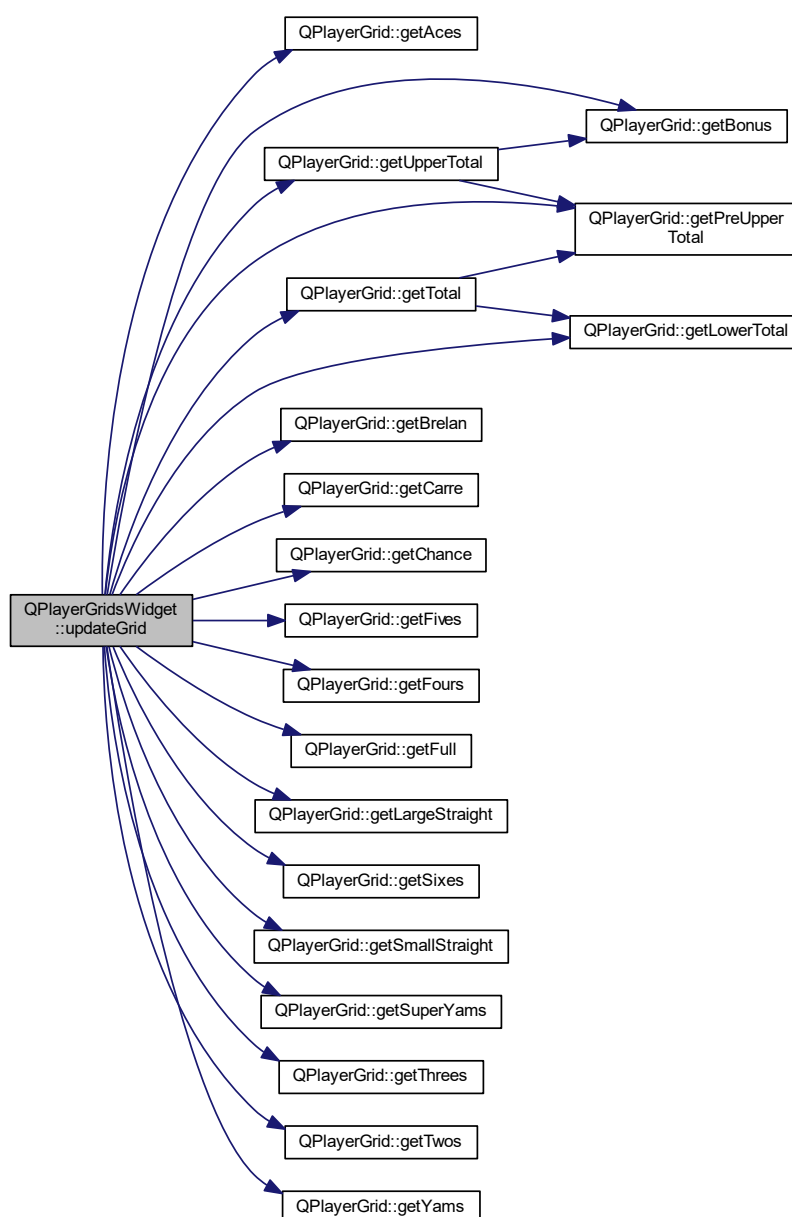 QPlayerGrid::getAces
QPlayerGrid::getBonus
QPlayerGrid::getUpperTotal
QPlayerGrid::getPreUpper
Total
QPlayerGrid::getTotal
QPlayerGrid::getLowerTotal
QPlayerGrid::getBrelan
QPlayerGrid::getCarre
QPlayerGrid::getChance
QPlayerGridsWidget
::updateGrid
QPlayerGrid::getFives
QPlayerGrid::getFours
QPlayerGrid::getFull
QPlayerGrid::getLargeStraight
QPlayerGrid::getSixes
QPlayerGrid::getSmallStraight
QPlayerGrid::getSuperYams
QPlayerGrid::getThrees
QPlayerGrid::getTwos
QPlayerGrid::getYams